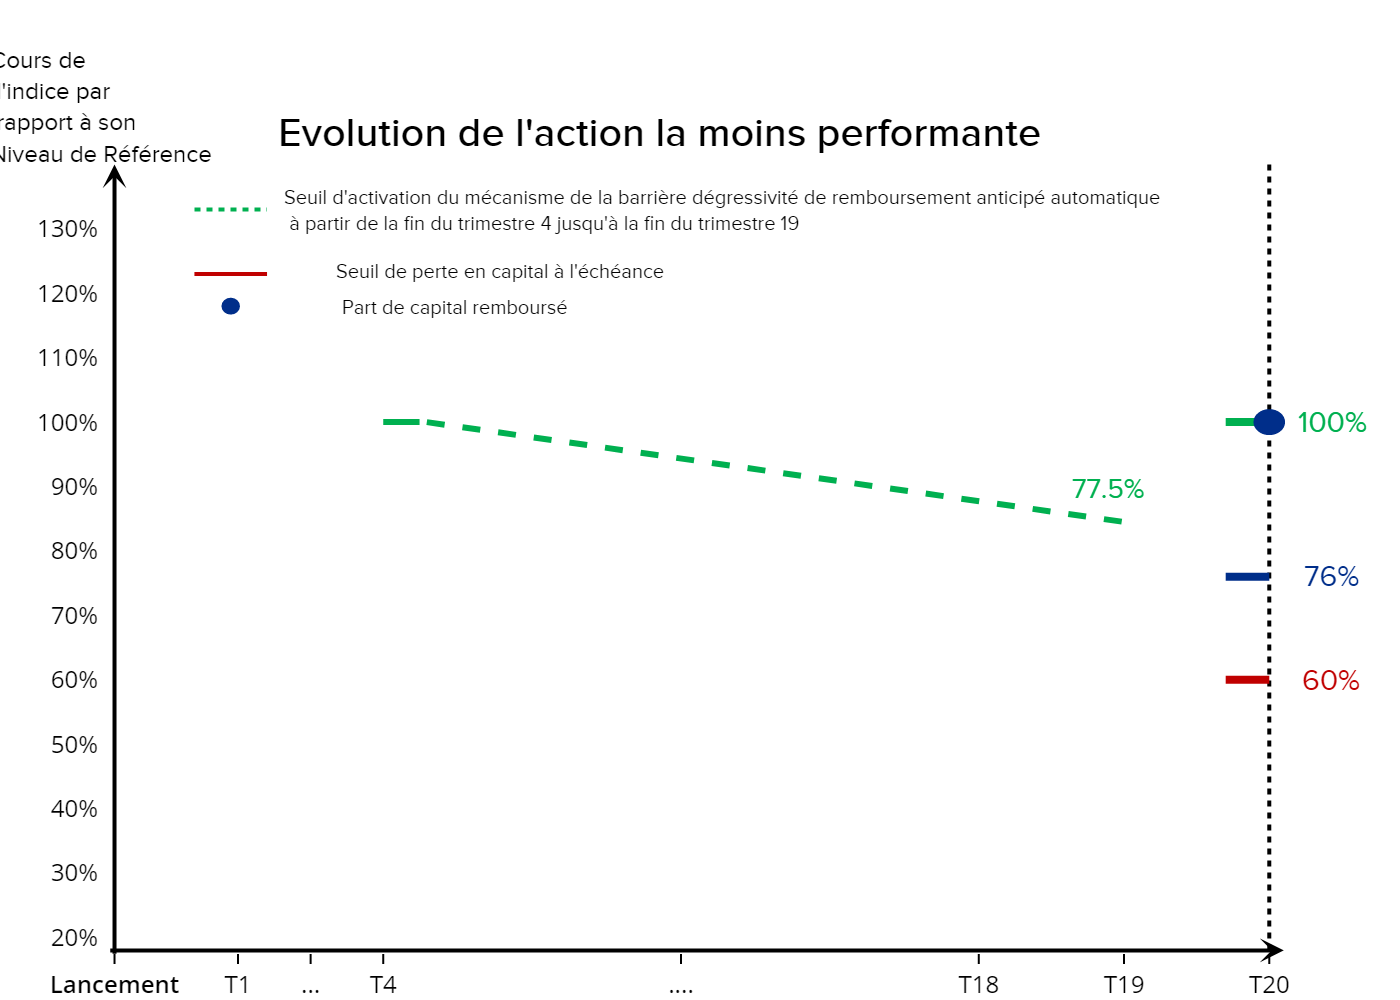 Cours de
l'indice par
rapport à son
Niveau de Référence
Evolution de l'action la moins performante
Seuil d'activation du mécanisme de la barrière dégressivité de remboursement anticipé automatique
à partir de la fin du trimestre 4 jusqu'à la fin du trimestre 19
Seuil de perte en capital à l'échéance
Part de capital remboursé
130%
120%
110%
100%
90%
80%
70%
60%
50%
40%
30%
20%
100%
77.5%
76%
60%
Lancement T1 ... T4 .... T18 T19 T20